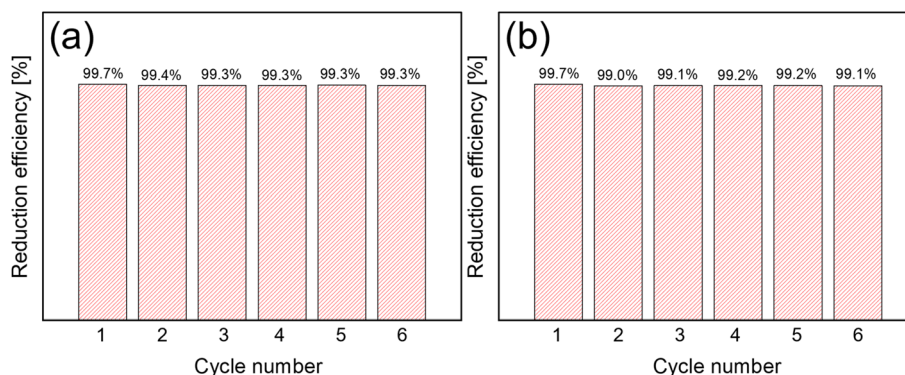 (a)
99.7% 99.4% 99.3% 99.3% 99.3% 99.3%
Reduction efficiency [%]
1 2 3 4 5 6
Cycle number
(b)
99.7% 99.0% 99.1% 99.2% 99.2% 99.1%
Reduction efficiency [%]
1 2 3 4 5 6
Cycle number